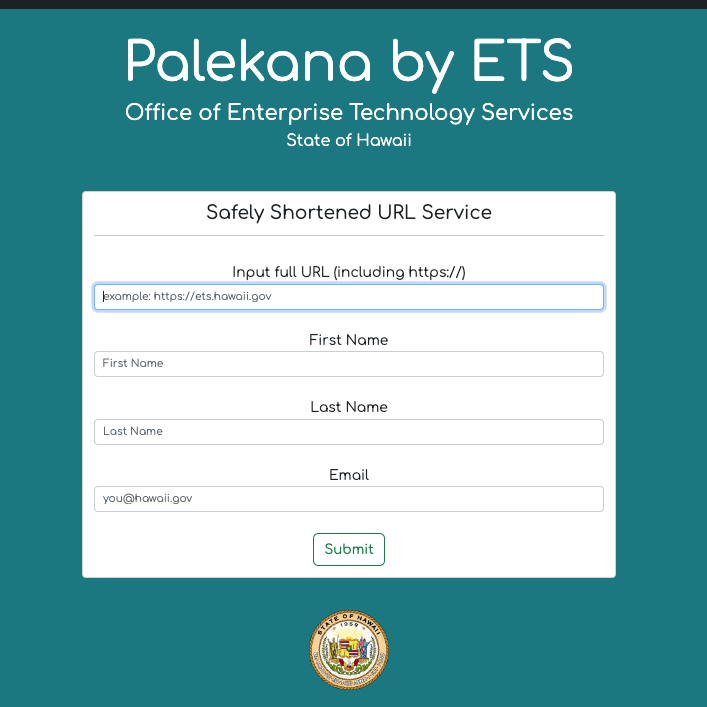 Palekana by ETS
Office of Enterprise Technology Services
State of Hawaii
Safely Shortened URL Service
Input full URL (including https://)
example: https://ets.hawaii.gov
First Name
First Name
Last Name
Last Name
Email
you@hawaii.gov
Submit
STATE OF HAWAII
1959